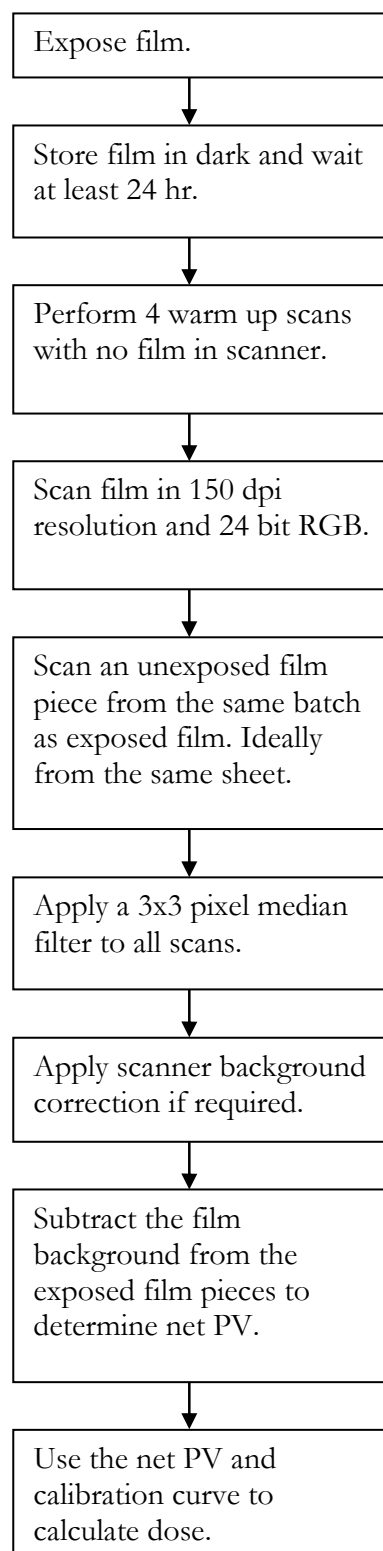 Expose film.
Store film in dark and wait
at least 24 hr.
Perform 4 warm up scans
with no film in scanner.
Scan film in 150 dpi
resolution and 24 bit RGB.
Scan an unexposed film
piece from the same batch
as exposed film. Ideally
from the same sheet.
Apply a 3x3 pixel median
filter to all scans.
Apply scanner background
correction if required.
Subtract the film
background from the
exposed film pieces to
determine net PV.
Use the net PV and
calibration curve to
calculate dose.